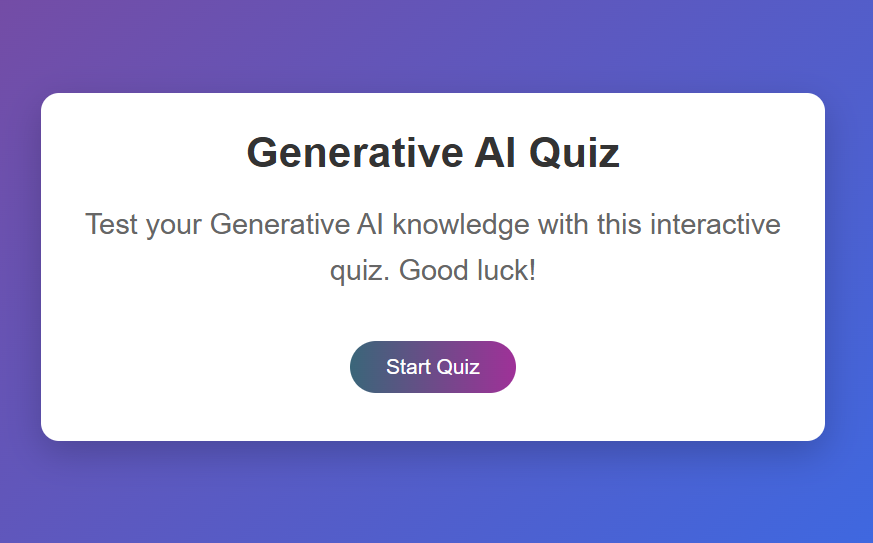 Generative AI Quiz
Test your Generative AI knowledge with this interactive
quiz. Good luck!
Start Quiz